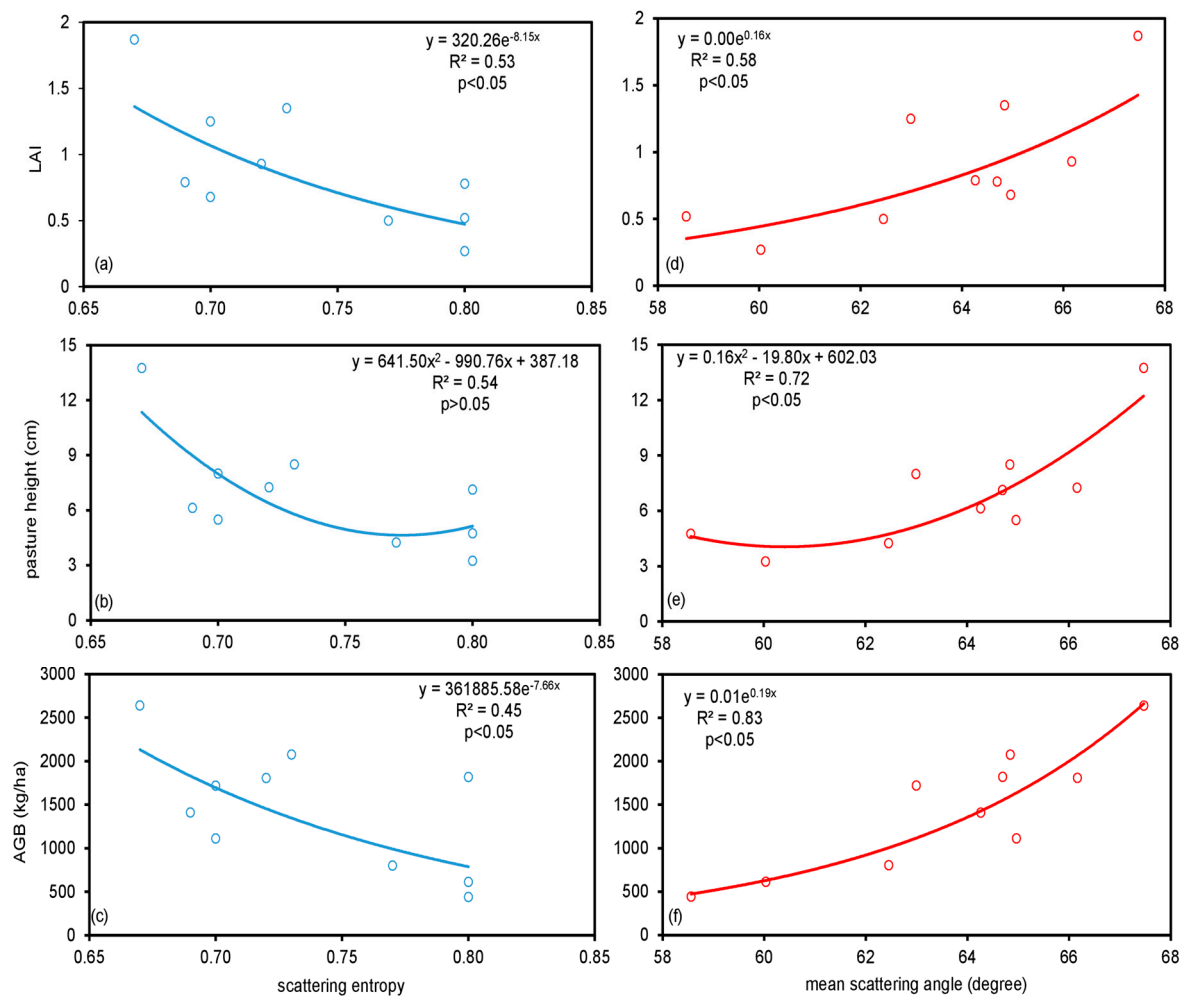 2
1.5
1
0.5
0
LAI
y = 320.26e^-8.15x
R² = 0.53
p<0.05
(a)
0.65 0.70 0.75 0.80 0.85
2
1.5
1
0.5
0
y = 0.00e^0.16x
R² = 0.58
p<0.05
(d)
58 60 62 64 66 68
15
12
9
6
3
0
pasture height (cm)
y = 641.50x² - 990.76x + 387.18
R² = 0.54
p>0.05
(b)
0.65 0.70 0.75 0.80 0.85
15
12
9
6
3
0
y = 0.16x² - 19.80x + 602.03
R² = 0.72
p<0.05
(e)
58 60 62 64 66 68
3000
2500
2000
1500
1000
500
0
AGB (kg/ha)
y = 361885.58e^-7.66x
R² = 0.45
p<0.05
(c)
0.65 0.70 0.75 0.80 0.85
scattering entropy
3000
2500
2000
1500
1000
500
0
y = 0.01e^0.19x
R² = 0.83
p<0.05
(f)
58 60 62 64 66 68
mean scattering angle (degree)